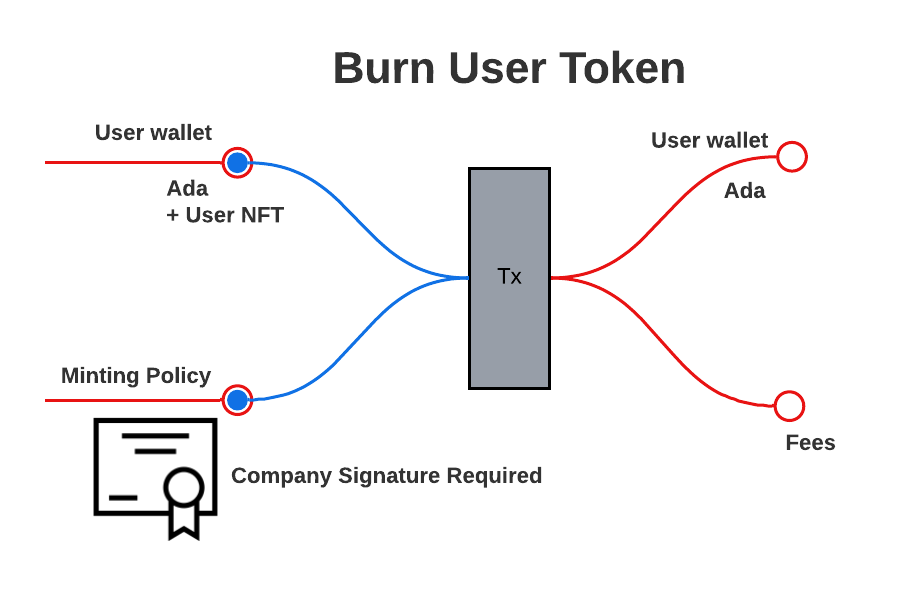 Burn User Token
User wallet
Ada
+ User NFT
Tx
User wallet
Ada
Minting Policy
Company Signature Required
Fees